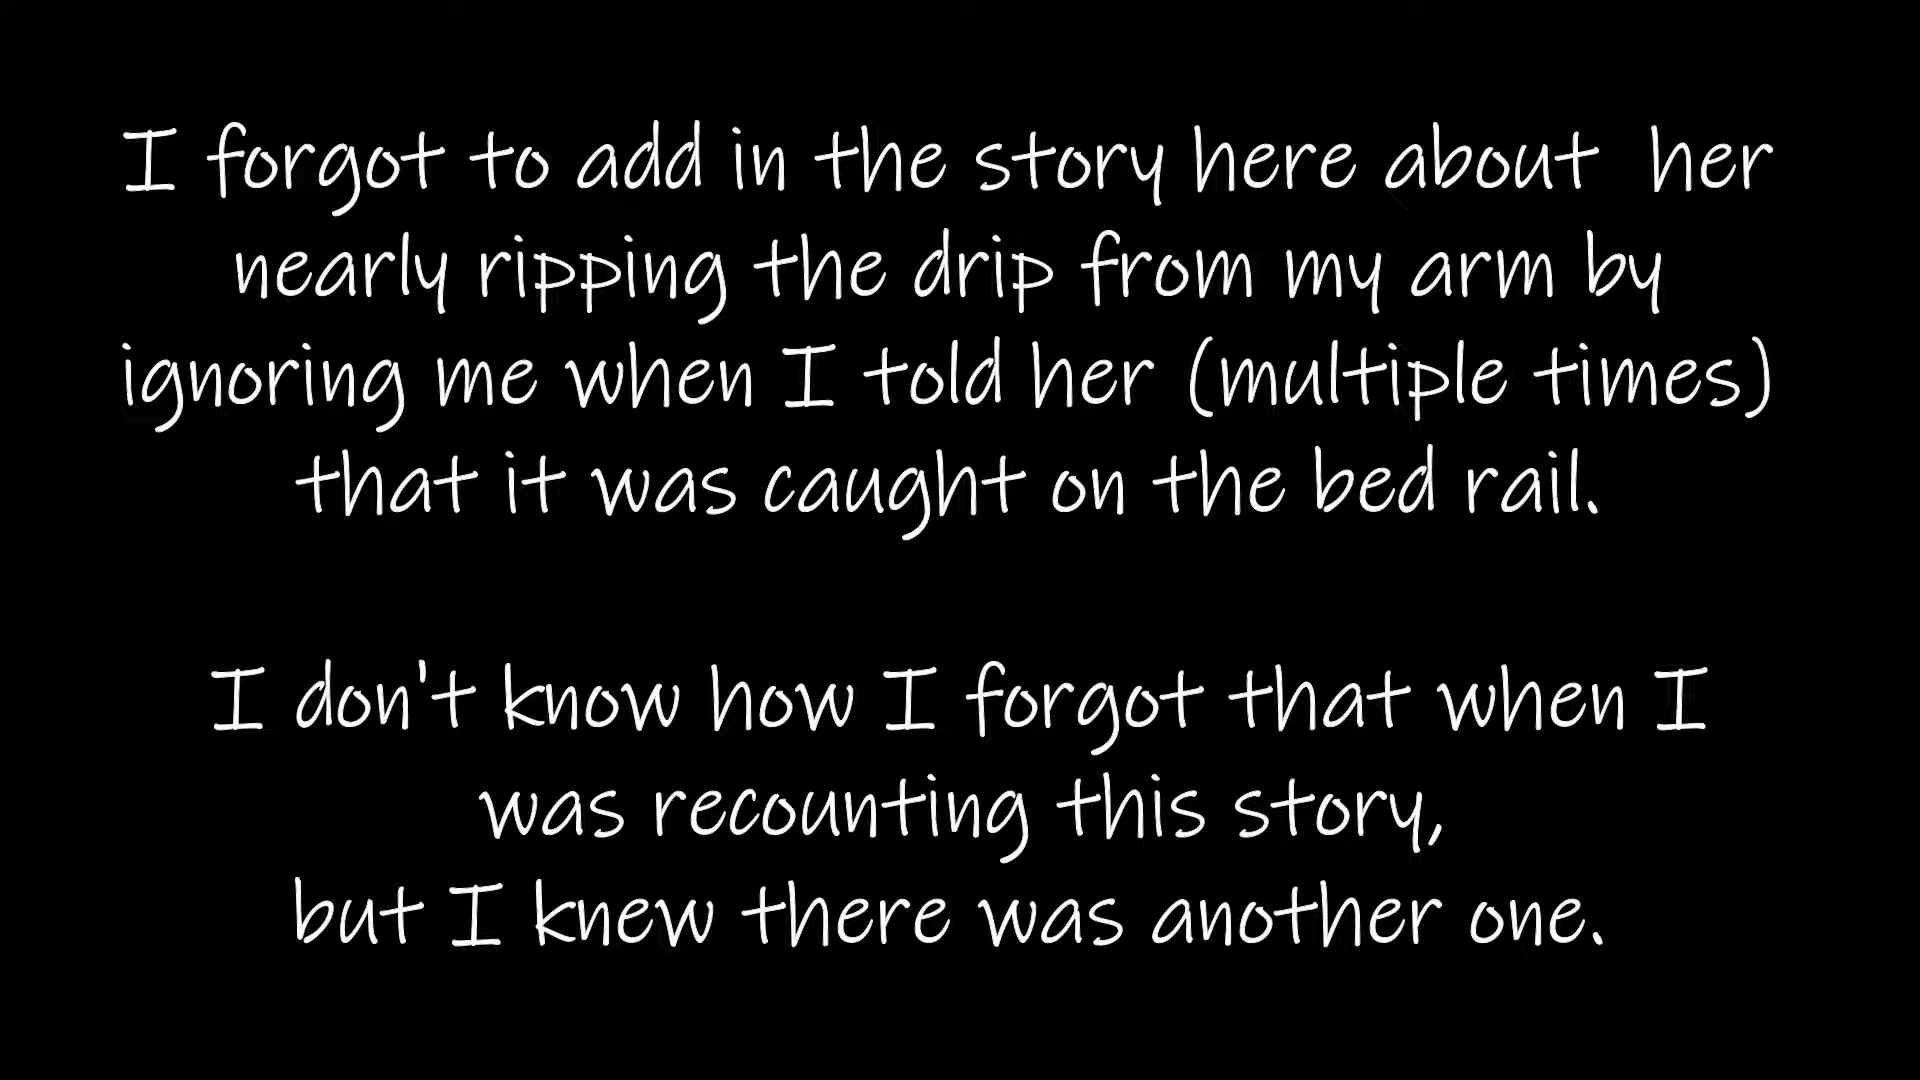 I forgot to add in the story here about her
nearly ripping the drip from my arm by
ignoring me when I told her (multiple times)
that it was caught on the bed rail.
I don't know how I forgot that when I
was recounting this story,
but I knew there was another one.